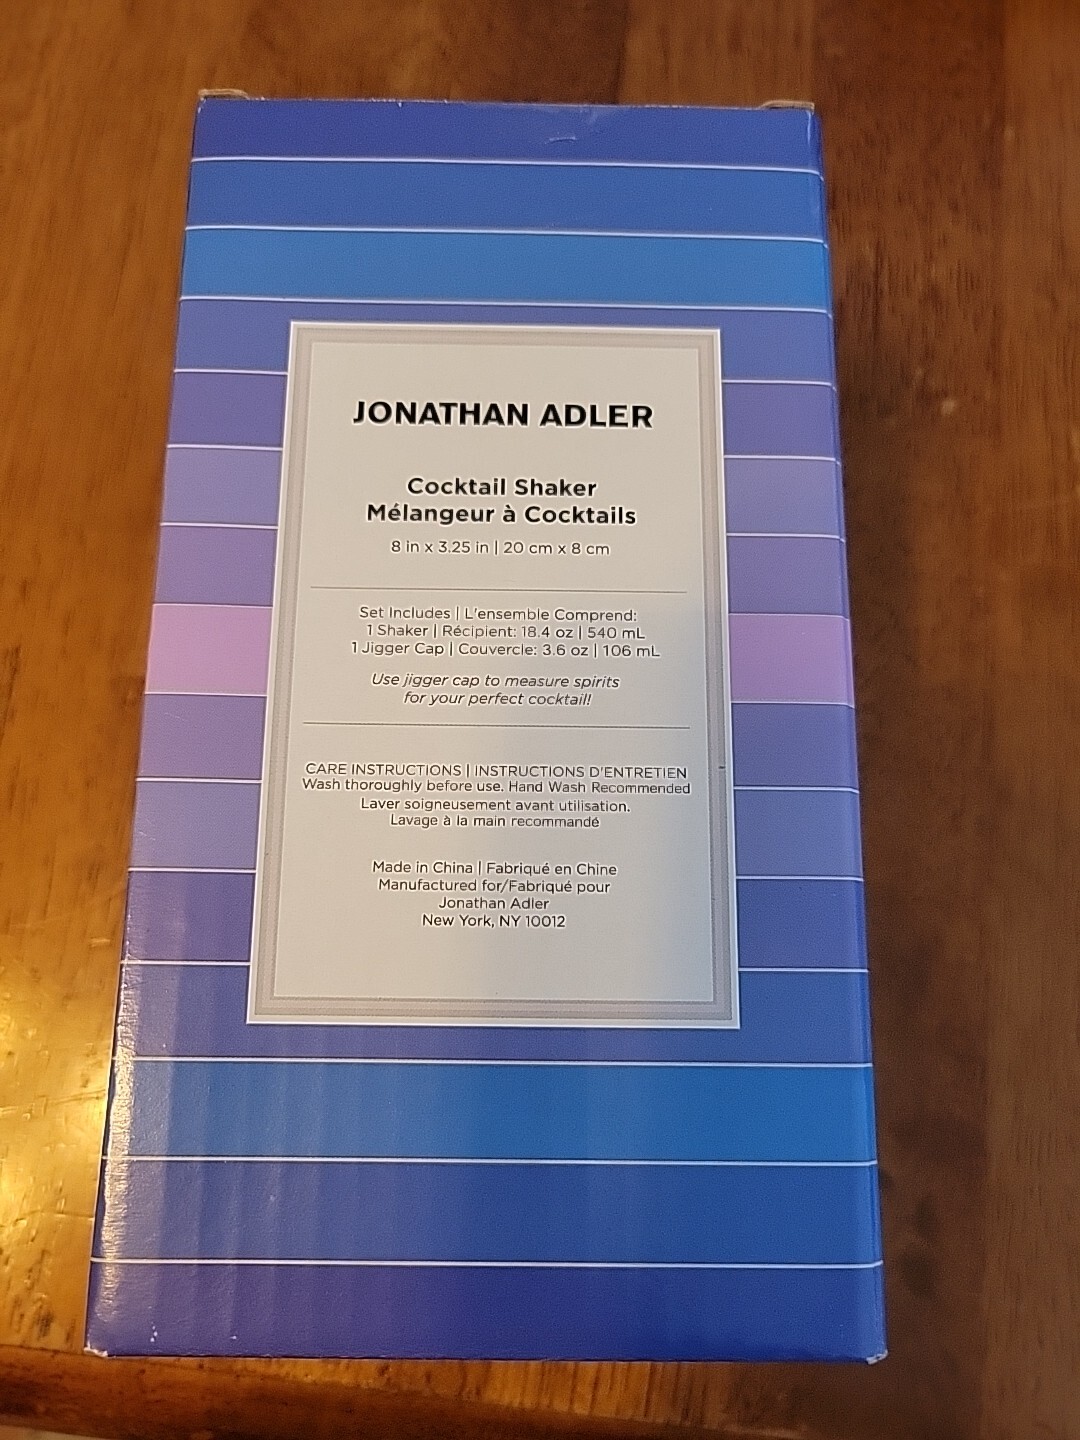 JONATHAN ADLER
Cocktail Shaker
Mélangeur à Cocktails
8 in x 3.25 in | 20 cm x 8 cm
Set Includes | L'ensemble Comprend:
1 Shaker | Récipient: 18.4 oz | 540 mL
1 Jigger Cap | Couvercle: 3.6 oz | 106 mL
Use jigger cap to measure spirits
for your perfect cocktail!
CARE INSTRUCTIONS | INSTRUCTIONS D'ENTRETIEN
Wash thoroughly before use. Hand Wash Recommended
Laver soigneusement avant utilisation.
Lavage à la main recommandé
Made in China | Fabriqué en Chine
Manufactured for/Fabriqué pour
Jonathan Adler
New York, NY 10012